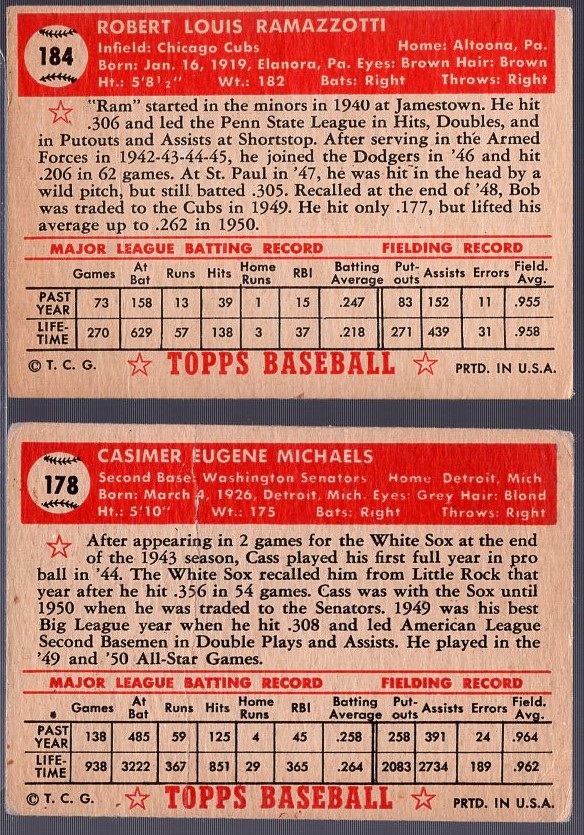 184
ROBERT LOUIS RAMAZZOTTI
Infield: Chicago Cubs Home: Altoona, Pa.
Born: Jan. 16, 1919, Elanora, Pa. Eyes: Brown Hair: Brown
Ht.: 5'8½" Wt.: 182 Bats: Right Throws: Right
"Ram" started in the minors in 1940 at Jamestown. He hit
.306 and led the Penn State League in Hits, Doubles, and
in Putouts and Assists at Shortstop. After serving in the Armed
Forces in 1942-43-44-45, he joined the Dodgers in '46 and hit
.206 in 62 games. At St. Paul in '47, he was hit in the head by a
wild pitch, but still batted .305. Recalled at the end of '48, Bob
was traded to the Cubs in 1949. He hit only .177, but lifted his
average up to .262 in 1950.
MAJOR LEAGUE BATTING RECORD FIELDING RECORD
Games At Bat Runs Hits Home Runs RBI Batting Average Put-outs Assists Errors Field. Avg.
PAST YEAR 73 158 13 39 1 15 .247 83 152 11 .955
LIFE-TIME 270 629 57 138 3 37 .218 271 439 31 .958
© T. C. G. TOPPS BASEBALL PRTD. IN U.S.A.
178
CASIMER EUGENE MICHAELS
Second Base: Washington Senators Home Detroit, Mich
Born: March 4, 1926, Detroit, Mich. Eyes: Grey Hair: Blond
Ht.: 5'10" Wt.: 175 Bats: Right Throws: Right
After appearing in 2 games for the White Sox at the end
of the 1943 season, Cass played his first full year in pro
ball in '44. The White Sox recalled him from Little Rock that
year after he hit .356 in 54 games. Cass was with the Sox until
1950 when he was traded to the Senators. 1949 was his best
Big League year when he hit .308 and led American League
Second Basemen in Double Plays and Assists. He played in the
'49 and '50 All-Star Games.
MAJOR LEAGUE BATTING RECORD FIELDING RECORD
Games At Bat Runs Hits Home Runs RBI Batting Average Put-outs Assists Errors Field. Avg.
PAST YEAR 138 485 59 125 4 45 .258 258 391 24 .964
LIFE-TIME 938 3222 367 851 29 365 .264 2083 2734 189 .962
© T. C. G. TOPPS BASEBALL PRTD. IN U.S.A.